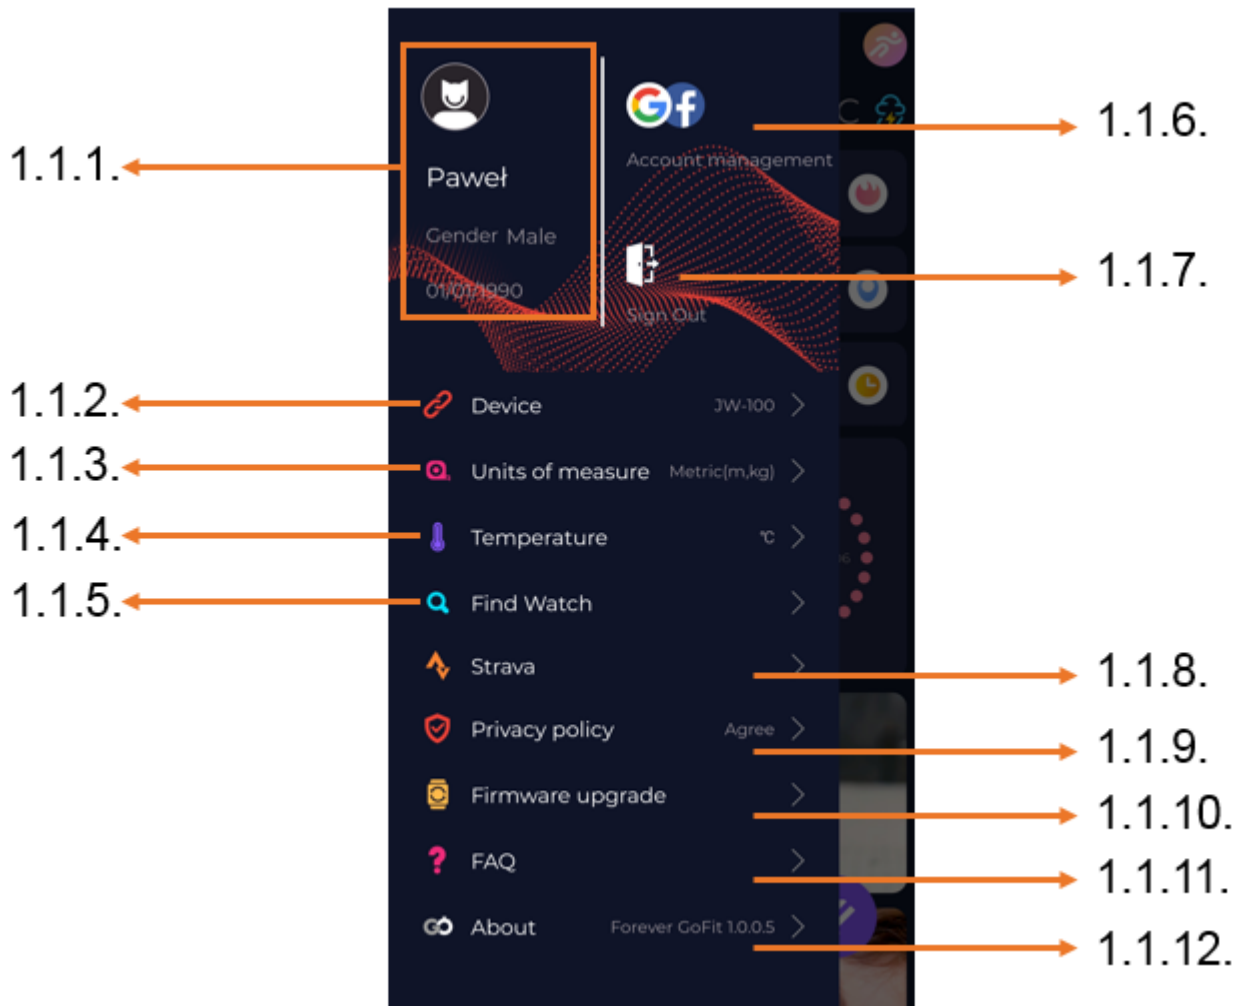 1.1.1.
Paweł
Gender Male
01/01/1990
Account management
1.1.6.
Sign Out
1.1.7.
1.1.2.
Device JW-100
1.1.3.
Units of measure Metric(m,kg)
1.1.4.
Temperature °C
1.1.5.
Find Watch
Strava
1.1.8.
Privacy policy Agree
1.1.9.
Firmware upgrade
1.1.10.
FAQ
1.1.11.
About Forever GoFit 1.0.0.5
1.1.12.